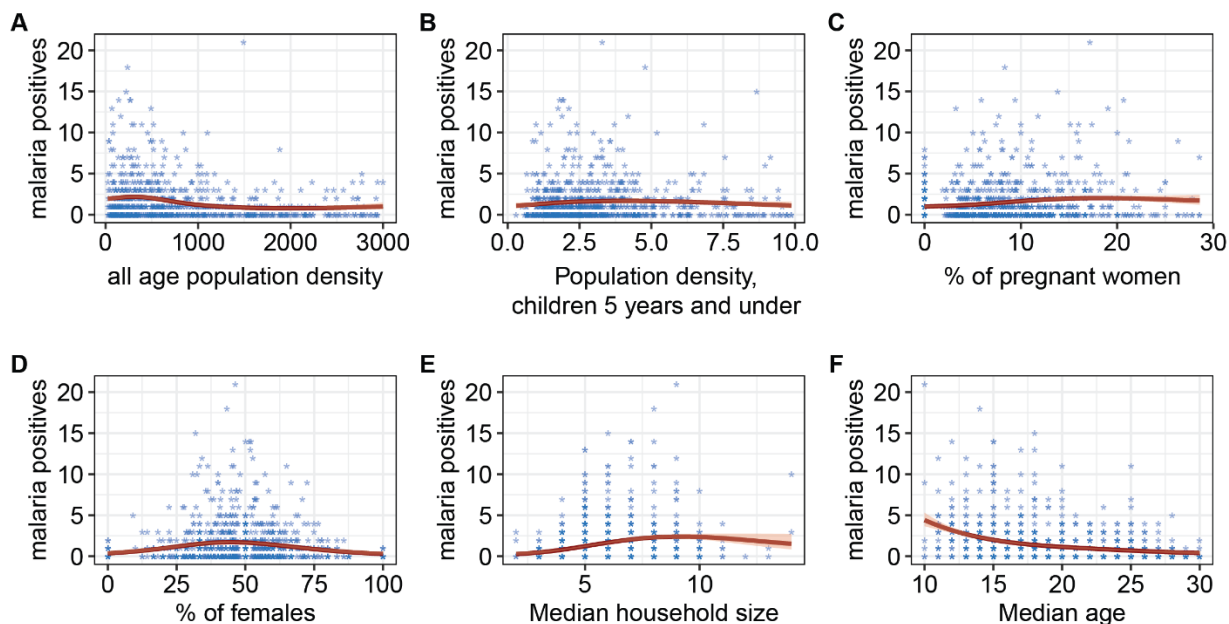 A
malaria positives
20
15
10
5
0
0 1000 2000 3000
all age population density
B
malaria positives
20
15
10
5
0
0.0 2.5 5.0 7.5 10.0
Population density,
children 5 years and under
C
malaria positives
20
15
10
5
0
0 10 20 30
% of pregnant women
D
malaria positives
20
15
10
5
0
0 25 50 75 100
% of females
E
malaria positives
20
15
10
5
0
5 10
Median household size
F
malaria positives
20
15
10
5
0
10 15 20 25 30
Median age